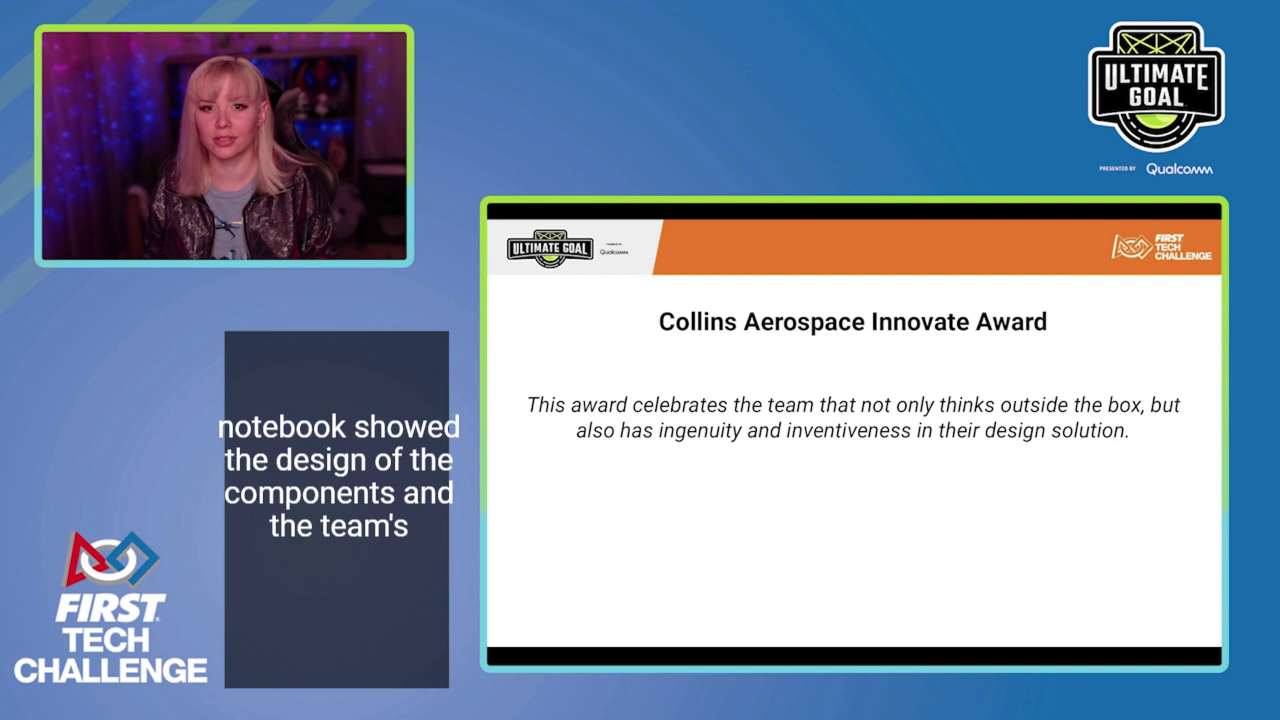 ULTIMATE
GOAL
PRESENTED BY Qualcomm
ULTIMATE GOAL
Qualcomm
FIRST
TECH
CHALLENGE
Collins Aerospace Innovate Award
This award celebrates the team that not only thinks outside the box, but
also has ingenuity and inventiveness in their design solution.
notebook showed
the design of the
components and
the team's
FIRST
TECH
CHALLENGE